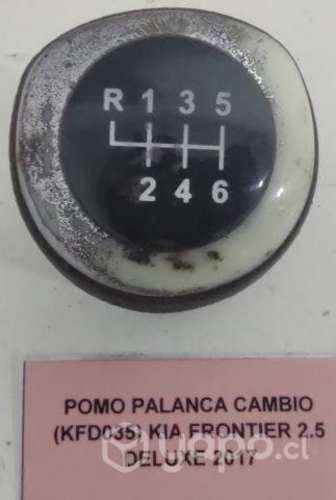 R 1 3 5
2 4 6
POMO PALANCA CAMBIO
(KFD035) KIA FRONTIER 2.5
DELUXE 2017
yapo.cl